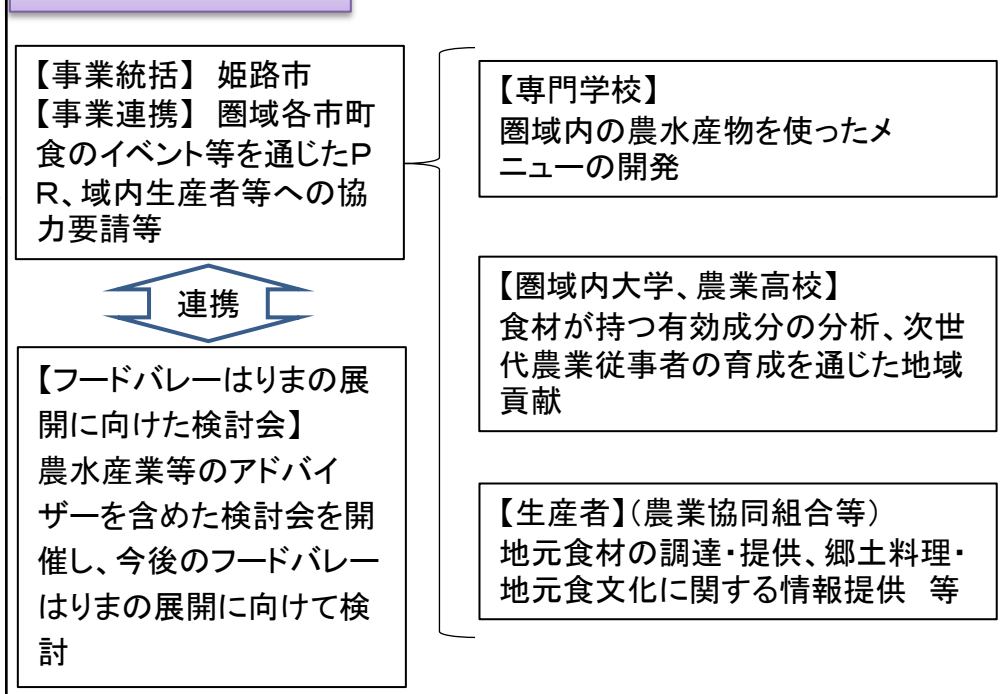 【事業統括】 姫路市
【事業連携】 圏域各市町
食のイベント等を通じたP
R、域内生産者等への協
力要請等
連携
【フードバレーはりまの展
開に向けた検討会】
農水産業等のアドバイ
ザーを含めた検討会を開
催し、今後のフードバレー
はりまの展開に向けて検
討
【専門学校】
圏域内の農水産物を使ったメ
ニューの開発
【圏域内大学、農業高校】
食材が持つ有効成分の分析、次世
代農業従事者の育成を通じた地域
貢献
【生産者】（農業協同組合等）
地元食材の調達・提供、郷土料理・
地元食文化に関する情報提供　等